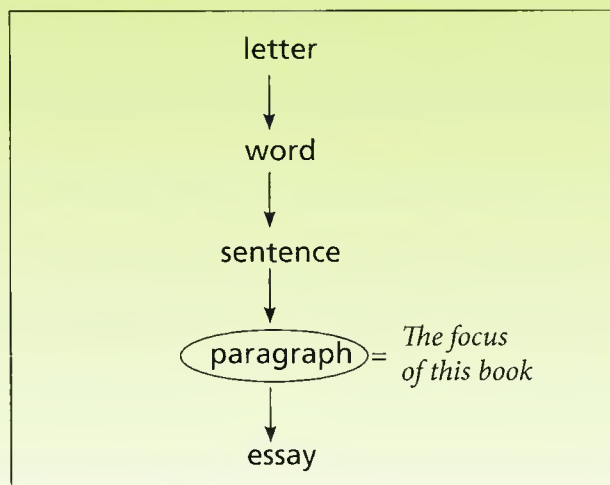 letter
word
sentence
paragraph = The focus
of this book
essay